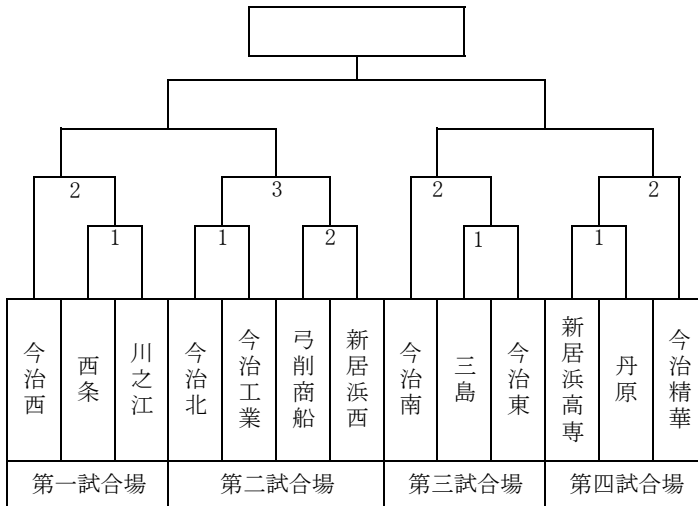 2
3
2
2
1
1
2
1
1
今治西
西条
川之江
今治北
今治工業
弓削商船
新居浜西
今治南
三島
今治東
新居浜高専
丹原
今治精華
第一試合場
第二試合場
第三試合場
第四試合場